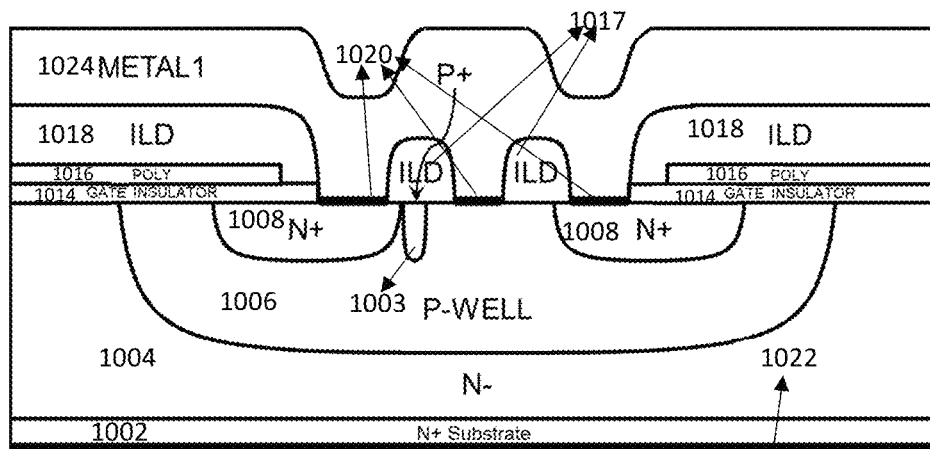 1017
1020
1024 METAL1
P+
1018 ILD
1018 ILD
ILD
ILD
1016 POLY
1016 POLY
1014 GATE INSULATOR
1014 GATE INSULATOR
1008 N+
1008 N+
1003
1006
P-WELL
1004
1022
N-
1002
N+ Substrate